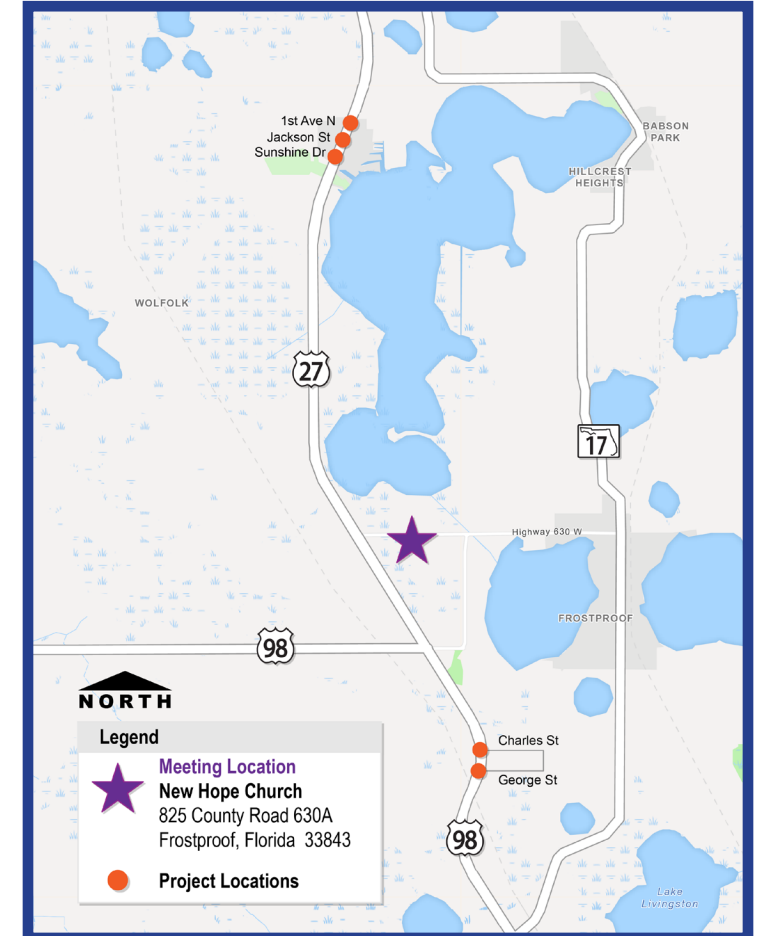 1st Ave N
Jackson St
Sunshine Dr
BABSON
PARK
HILLCREST
HEIGHTS
WOLFOLK
27
17
Highway 630 W
FROSTPROOF
98
NORTH
Legend
Meeting Location
New Hope Church
825 County Road 630A
Frostproof, Florida 33843
Project Locations
Charles St
George St
98
Lake
Livingston